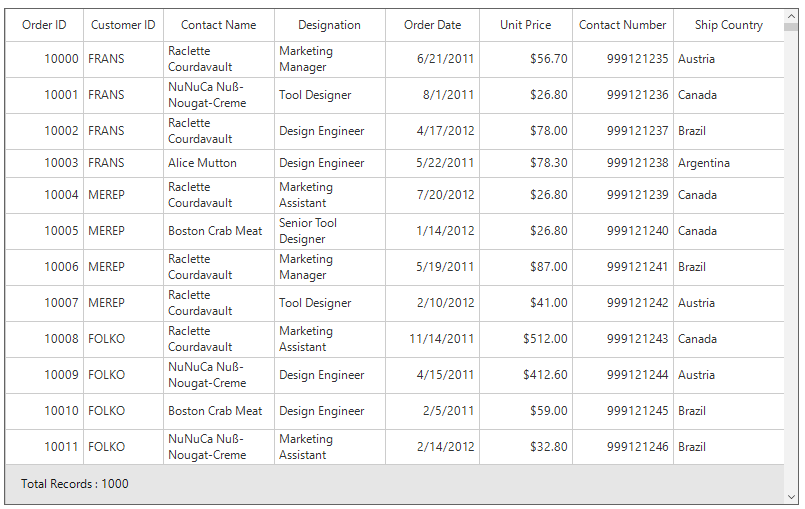 Order ID Customer ID Contact Name Designation Order Date Unit Price Contact Number Ship Country
10000 FRANS Raclette Courdavault Marketing Manager 6/21/2011 $56.70 999121235 Austria
10001 FRANS NuNuCa Nuß-Nougat-Creme Tool Designer 8/1/2011 $26.80 999121236 Canada
10002 FRANS Raclette Courdavault Design Engineer 4/17/2012 $78.00 999121237 Brazil
10003 FRANS Alice Mutton Design Engineer 5/22/2011 $78.30 999121238 Argentina
10004 MEREP Raclette Courdavault Marketing Assistant 7/20/2012 $26.80 999121239 Canada
10005 MEREP Boston Crab Meat Senior Tool Designer 1/14/2012 $26.80 999121240 Canada
10006 MEREP Raclette Courdavault Marketing Manager 5/19/2011 $87.00 999121241 Brazil
10007 MEREP Raclette Courdavault Tool Designer 2/10/2012 $41.00 999121242 Austria
10008 FOLKO Raclette Courdavault Marketing Assistant 11/14/2011 $512.00 999121243 Canada
10009 FOLKO NuNuCa Nuß-Nougat-Creme Design Engineer 4/15/2011 $412.60 999121244 Austria
10010 FOLKO Boston Crab Meat Design Engineer 2/5/2011 $59.00 999121245 Brazil
10011 FOLKO NuNuCa Nuß-Nougat-Creme Marketing Assistant 2/14/2012 $32.80 999121246 Brazil
Total Records : 1000